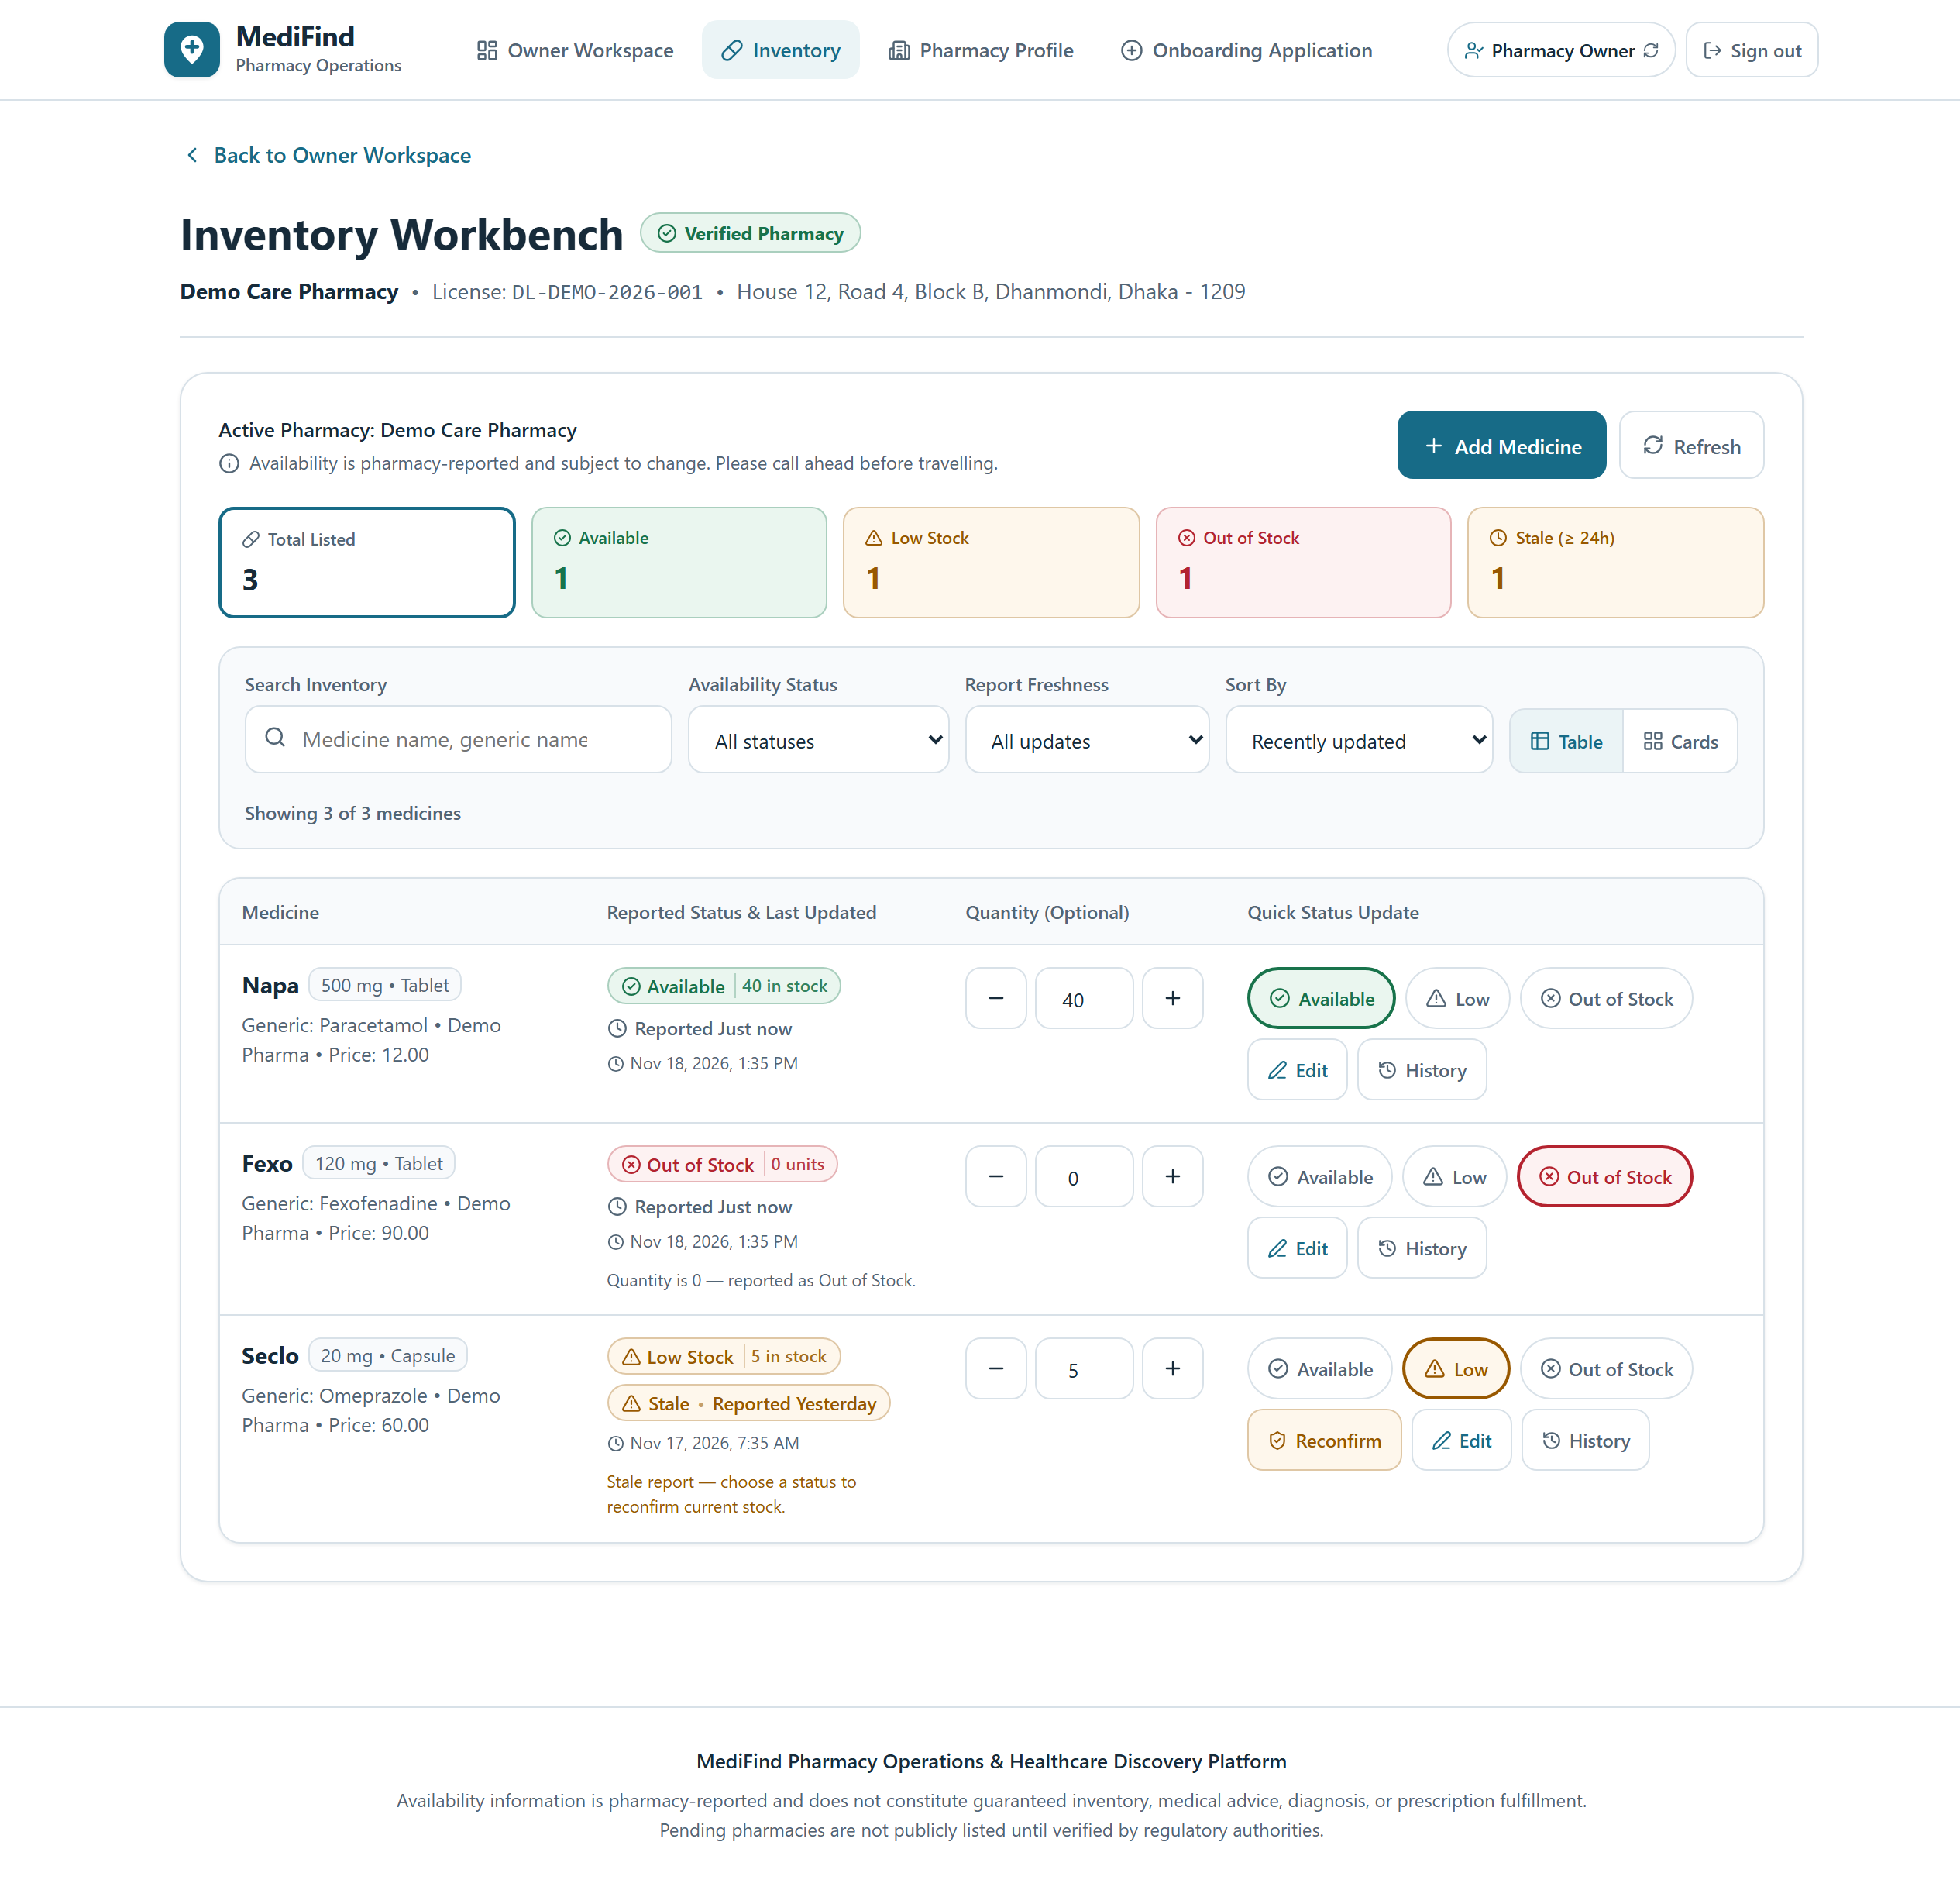 MediFind
Pharmacy Operations
Owner Workspace
Inventory
Pharmacy Profile
Onboarding Application
Pharmacy Owner
Sign out
Back to Owner Workspace
Inventory Workbench
Verified Pharmacy
Demo Care Pharmacy • License: DL-DEMO-2026-001 • House 12, Road 4, Block B, Dhanmondi, Dhaka - 1209
Active Pharmacy: Demo Care Pharmacy
Availability is pharmacy-reported and subject to change. Please call ahead before travelling.
Add Medicine
Refresh
Total Listed
3
Available
1
Low Stock
1
Out of Stock
1
Stale (≥ 24h)
1
Search Inventory
Medicine name, generic name
Availability Status
All statuses
Report Freshness
All updates
Sort By
Recently updated
Table
Cards
Showing 3 of 3 medicines
Medicine
Reported Status & Last Updated
Quantity (Optional)
Quick Status Update
Napa
500 mg • Tablet
Generic: Paracetamol • Demo
Pharma • Price: 12.00
Available | 40 in stock
Reported Just now
Nov 18, 2026, 1:35 PM
− 40 +
Available
Low
Out of Stock
Edit
History
Fexo
120 mg • Tablet
Generic: Fexofenadine • Demo
Pharma • Price: 90.00
Out of Stock | 0 units
Reported Just now
Nov 18, 2026, 1:35 PM
Quantity is 0 — reported as Out of Stock.
− 0 +
Available
Low
Out of Stock
Edit
History
Seclo
20 mg • Capsule
Generic: Omeprazole • Demo
Pharma • Price: 60.00
Low Stock | 5 in stock
Stale • Reported Yesterday
Nov 17, 2026, 7:35 AM
Stale report — choose a status to
reconfirm current stock.
− 5 +
Available
Low
Out of Stock
Reconfirm
Edit
History
MediFind Pharmacy Operations & Healthcare Discovery Platform
Availability information is pharmacy-reported and does not constitute guaranteed inventory, medical advice, diagnosis, or prescription fulfillment.
Pending pharmacies are not publicly listed until verified by regulatory authorities.